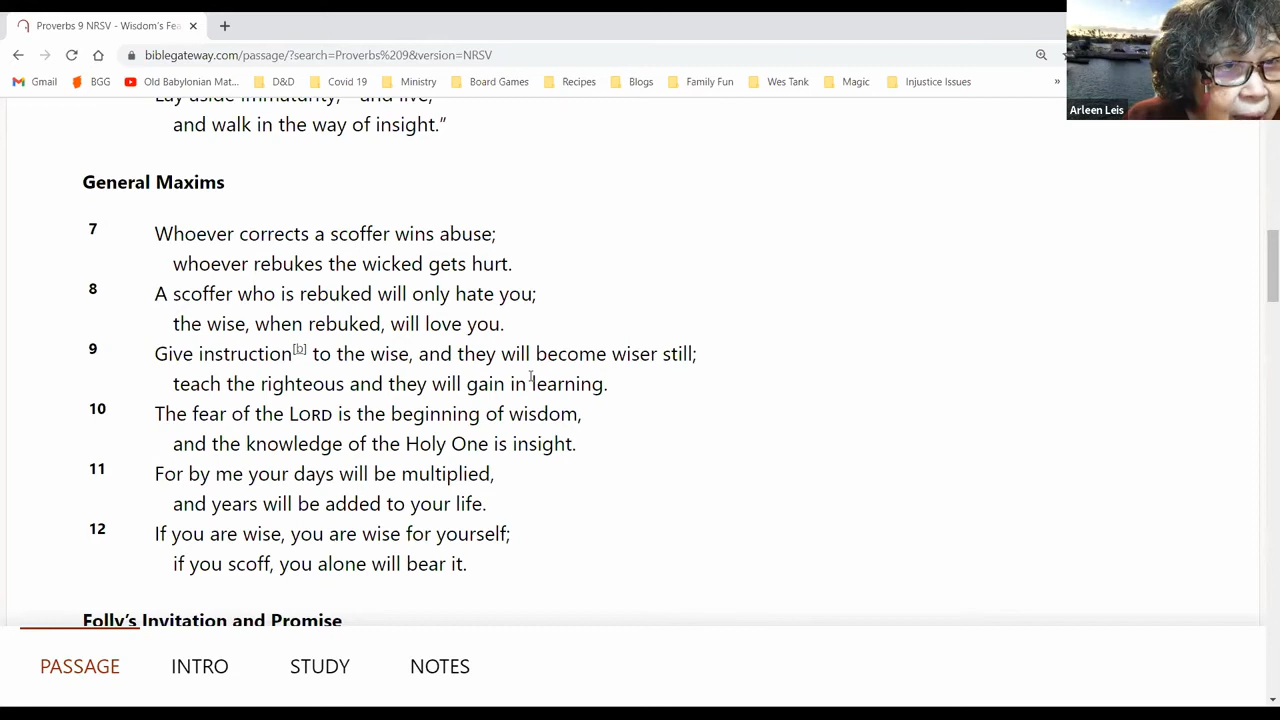 Proverbs 9 NRSV - Wisdom's Fea
biblegateway.com/passage/?search=Proverbs%209&version=NRSV
Gmail BGG Old Babylonian Mat... D&D Covid 19 Ministry Board Games Recipes Blogs Family Fun Wes Tank Magic Injustice Issues »
Arleen Leis
Lay aside immaturity, and live,
and walk in the way of insight.”
General Maxims
7 Whoever corrects a scoffer wins abuse;
whoever rebukes the wicked gets hurt.
8 A scoffer who is rebuked will only hate you;
the wise, when rebuked, will love you.
9 Give instruction[b] to the wise, and they will become wiser still;
teach the righteous and they will gain in learning.
10 The fear of the LORD is the beginning of wisdom,
and the knowledge of the Holy One is insight.
11 For by me your days will be multiplied,
and years will be added to your life.
12 If you are wise, you are wise for yourself;
if you scoff, you alone will bear it.
Folly’s Invitation and Promise
PASSAGE INTRO STUDY NOTES